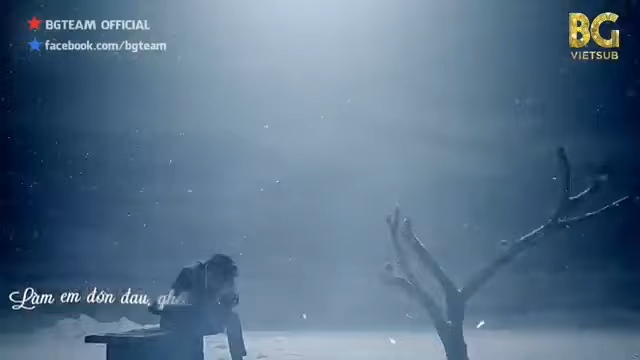 BGTEAM OFFICIAL
facebook.com/bgteam
BG
VIETSUB
Làm em đớn đau,